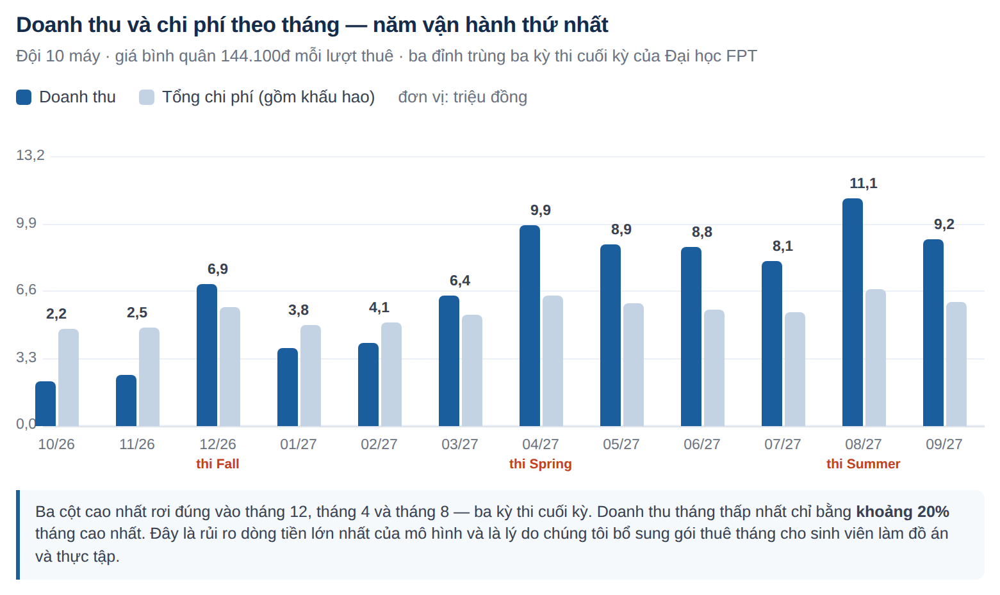 Doanh thu và chi phí theo tháng — năm vận hành thứ nhất
Đội 10 máy · giá bình quân 144.100đ mỗi lượt thuê · ba đỉnh trùng ba kỳ thi cuối kỳ của Đại học FPT
Doanh thu Tổng chi phí (gồm khấu hao) đơn vị: triệu đồng
13,2
11,1
9,9
9,9
8,9
8,8
9,2
8,1
6,9
6,4
6,6
2,2
2,5
3,8
4,1
3,3
0,0
10/26 11/26 12/26 01/27 02/27 03/27 04/27 05/27 06/27 07/27 08/27 09/27
thi Fall thi Spring thi Summer
Ba cột cao nhất rơi đúng vào tháng 12, tháng 4 và tháng 8 — ba kỳ thi cuối kỳ. Doanh thu tháng thấp nhất chỉ bằng khoảng 20%
tháng cao nhất. Đây là rủi ro dòng tiền lớn nhất của mô hình và là lý do chúng tôi bổ sung gói thuê tháng cho sinh viên làm đồ án
và thực tập.